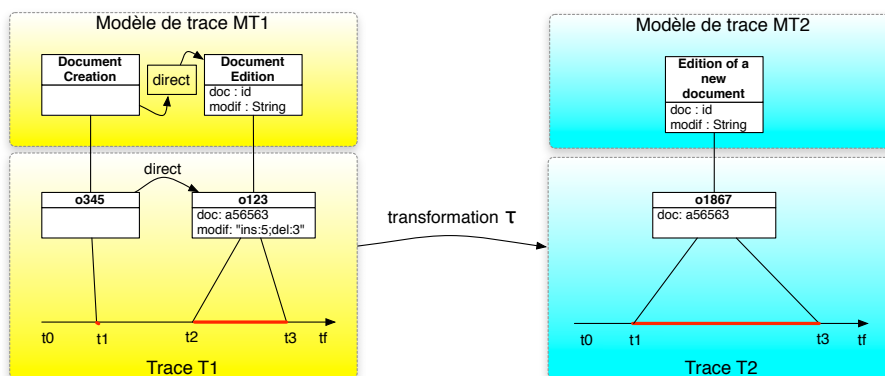 Modèle de trace MT1
Document
Creation
direct
Document
Edition
doc : id
modif : String
direct
o345
o123
doc: a56563
modif: "ins:5;del:3"
t0
t1
t2
t3
tf
Trace T1
transformation τ
Modèle de trace MT2
Edition of a
new
document
doc : id
modif : String
o1867
doc: a56563
t0
t1
t3
tf
Trace T2